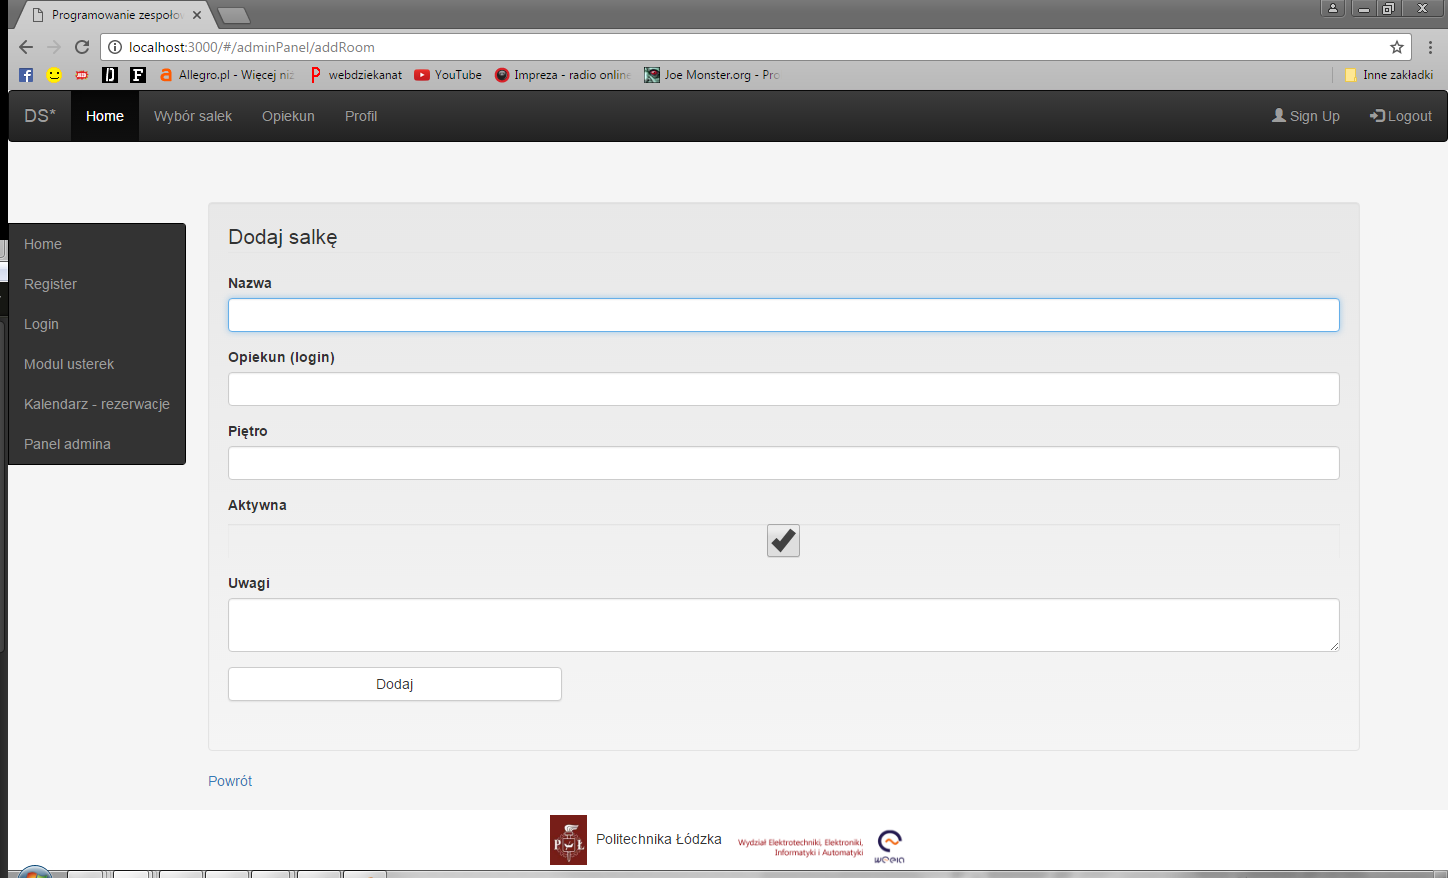 Programowanie zespoło
localhost:3000/#/adminPanel/addRoom
Allegro.pl - Więcej niż
webdziekanat
YouTube
Impreza - radio online
Joe Monster.org - Pro
Inne zakładki
DS*
Home
Wybór salek
Opiekun
Profil
Sign Up
Logout
Home
Register
Login
Modul usterek
Kalendarz - rezerwacje
Panel admina
Dodaj salkę
Nazwa
Opiekun (login)
Piętro
Aktywna
Uwagi
Dodaj
Powrót
P Ł
Politechnika Łódzka
Wydział Elektrotechniki, Elektroniki,
Informatyki i Automatyki
weeia